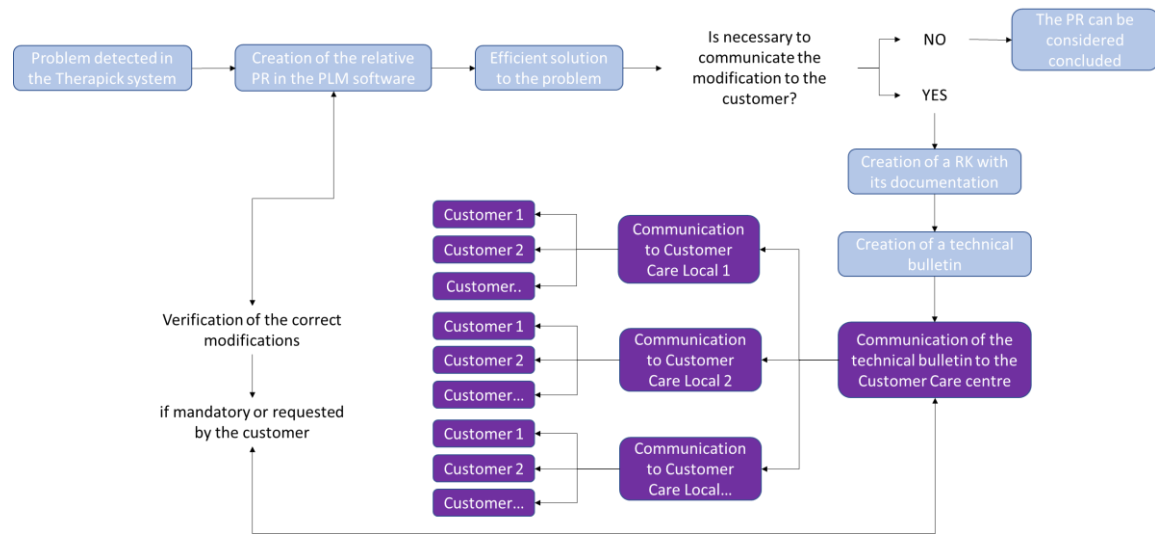 Problem detected in
the Therapick system
Creation of the relative
PR in the PLM software
Efficient solution
to the problem
Is necessary to
communicate the
modification to the
customer?
NO
YES
The PR can be
considered
concluded
Creation of a RK with
its documentation
Creation of a technical
bulletin
Communication of the
technical bulletin to the
Customer Care centre
Communication
to Customer
Care Local 1
Customer 1
Customer 2
Customer..
Communication
to Customer
Care Local 2
Customer 1
Customer 2
Customer...
Communication
to Customer
Care Local...
Customer 1
Customer 2
Customer...
Verification of the correct
modifications
if mandatory or requested
by the customer